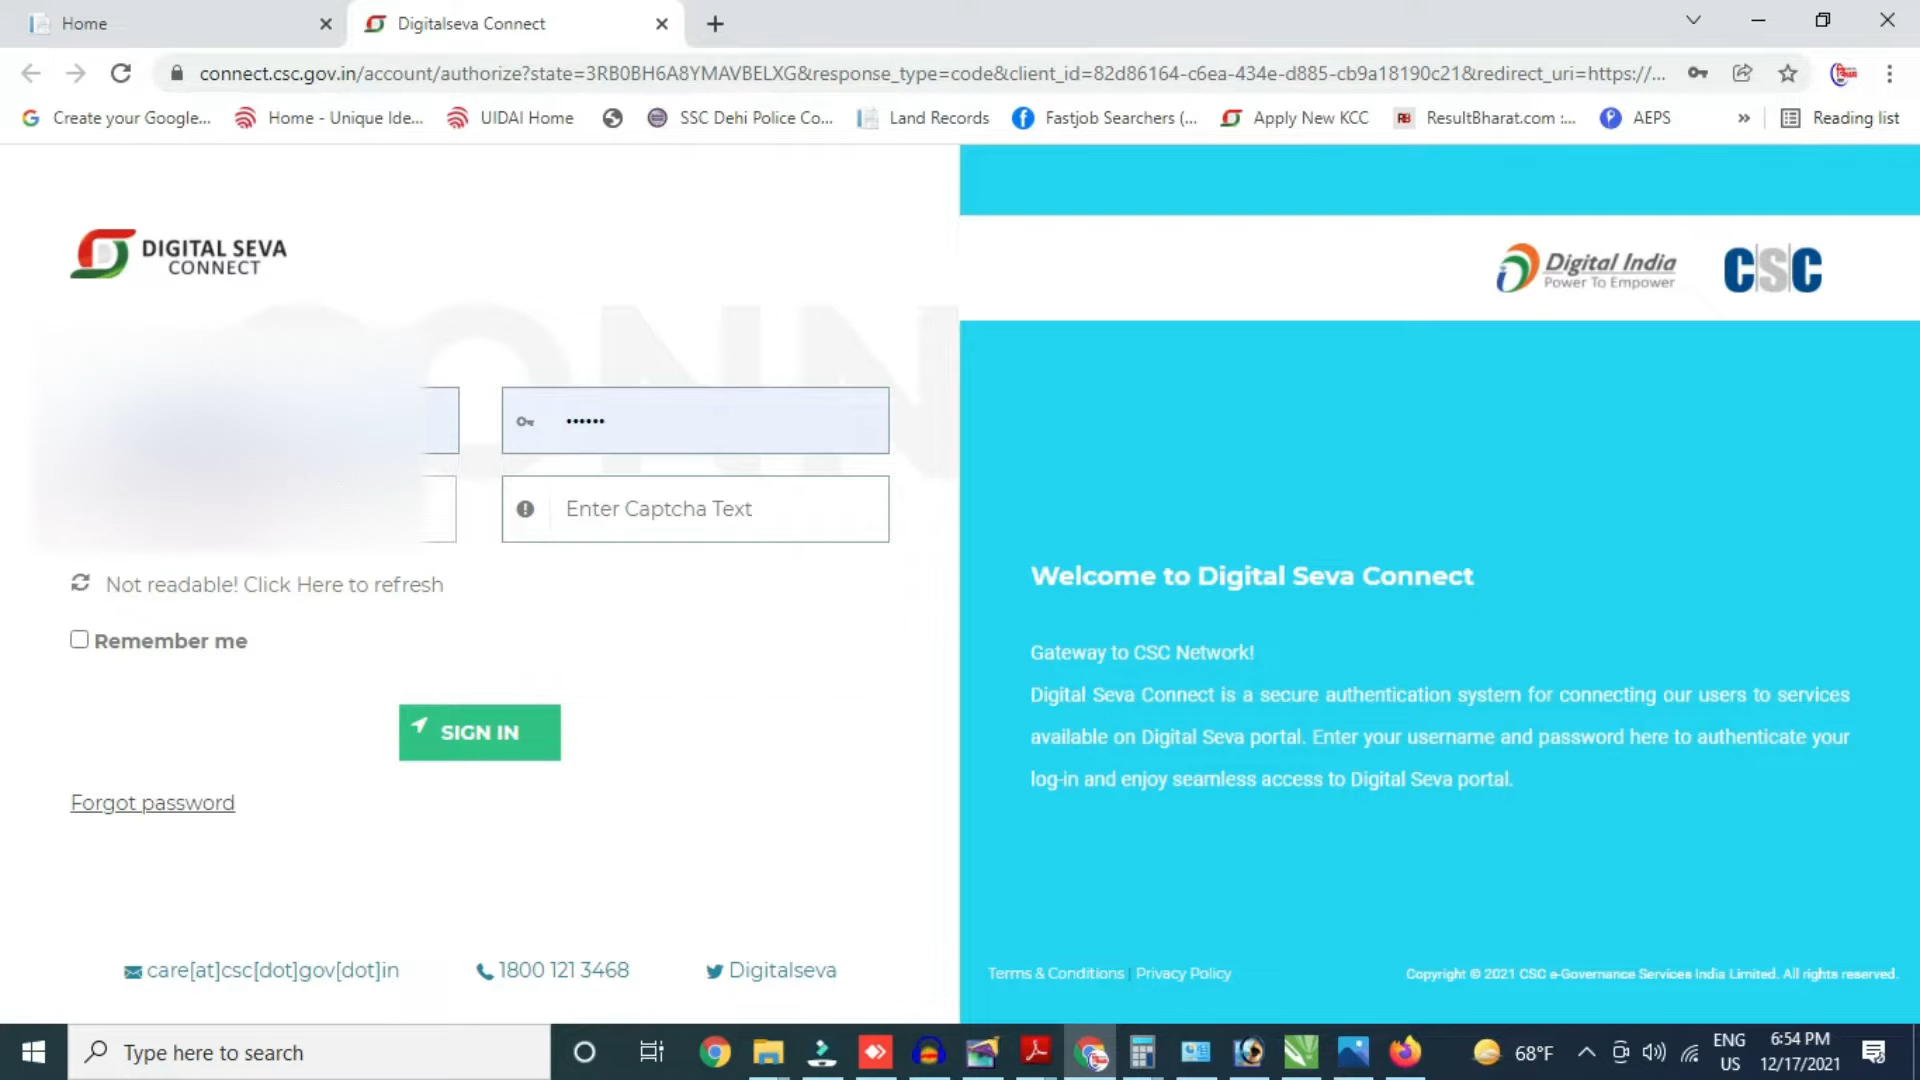 Home
Digitalseva Connect
connect.csc.gov.in/account/authorize?state=3RB0BH6A8YMAVBELXG&response_type=code&client_id=82d86164-c6ea-434e-d885-cb9a18190c21&redirect_uri=https://...
Create your Google...
Home - Unique Ide...
UIDAI Home
SSC Dehi Police Co...
Land Records
Fastjob Searchers (...
Apply New KCC
RB
ResultBharat.com :...
AEPS
»
Reading list
DIGITAL SEVA
CONNECT
Digital India
Power To Empower
CSC
CONN
••••••
Enter Captcha Text
Not readable! Click Here to refresh
Remember me
SIGN IN
Forgot password
Welcome to Digital Seva Connect
Gateway to CSC Network!
Digital Seva Connect is a secure authentication system for connecting our users to services
available on Digital Seva portal. Enter your username and password here to authenticate your
log-in and enjoy seamless access to Digital Seva portal.
care[at]csc[dot]gov[dot]in
1800 121 3468
Digitalseva
Terms & Conditions | Privacy Policy
Copyright © 2021 CSC e-Governance Services India Limited. All rights reserved.
Type here to search
68°F
ENG
US
6:54 PM
12/17/2021